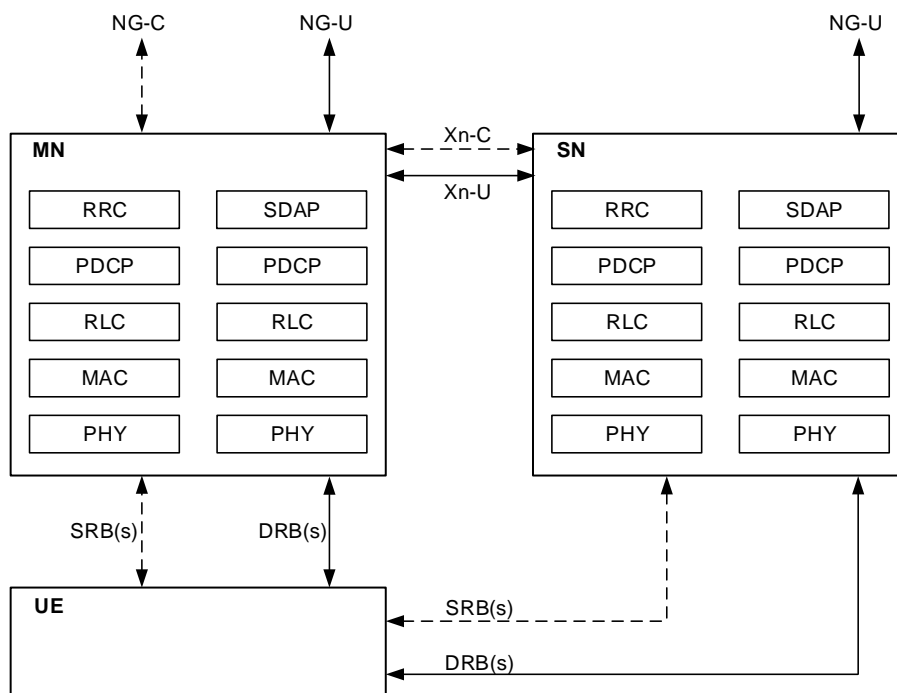 NG-C
NG-U
NG-U
MN
Xn-C
SN
Xn-U
RRC
SDAP
RRC
SDAP
PDCP
PDCP
PDCP
PDCP
RLC
RLC
RLC
RLC
MAC
MAC
MAC
MAC
PHY
PHY
PHY
PHY
SRB(s)
DRB(s)
UE
SRB(s)
DRB(s)